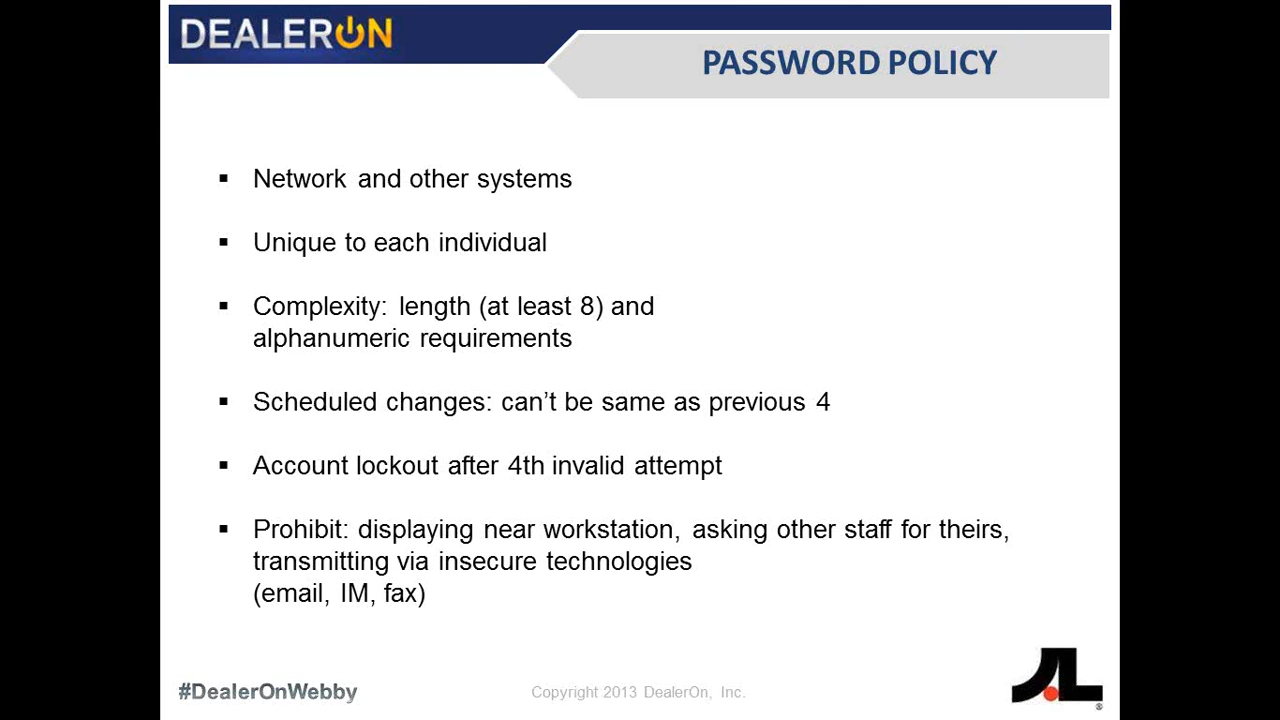 DEALERON
PASSWORD POLICY
▪ Network and other systems
▪ Unique to each individual
▪ Complexity: length (at least 8) and
alphanumeric requirements
▪ Scheduled changes: can’t be same as previous 4
▪ Account lockout after 4th invalid attempt
▪ Prohibit: displaying near workstation, asking other staff for theirs,
transmitting via insecure technologies
(email, IM, fax)
#DealerOnWebby
Copyright 2013 DealerOn, Inc.
JL
®